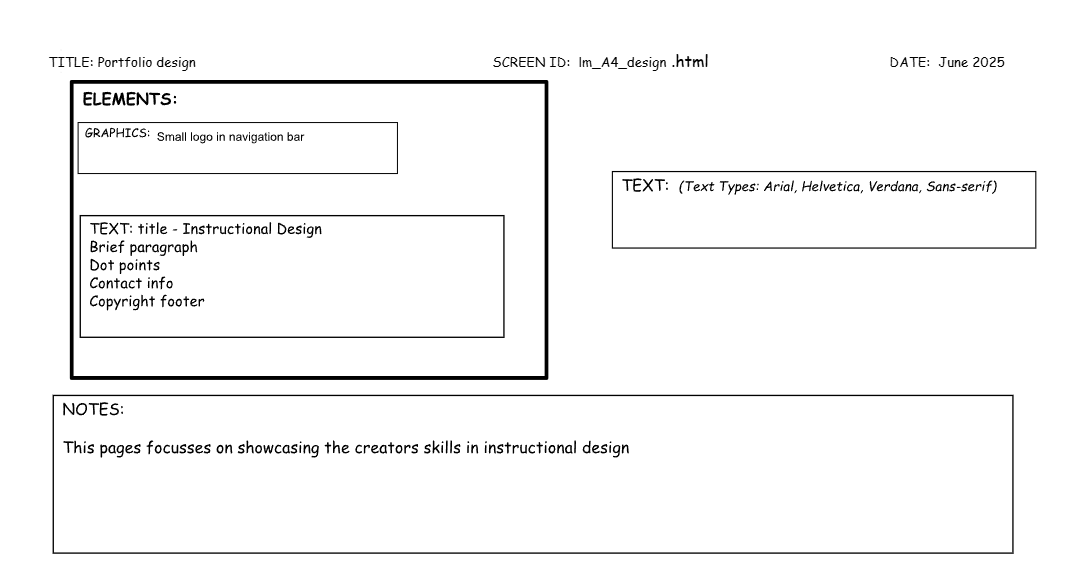 TITLE: Portfolio design SCREEN ID: lm_A4_design .html DATE: June 2025
ELEMENTS:
GRAPHICS: Small logo in navigation bar
TEXT: (Text Types: Arial, Helvetica, Verdana, Sans-serif)
TEXT: title - Instructional Design
Brief paragraph
Dot points
Contact info
Copyright footer
NOTES:
This pages focusses on showcasing the creators skills in instructional design